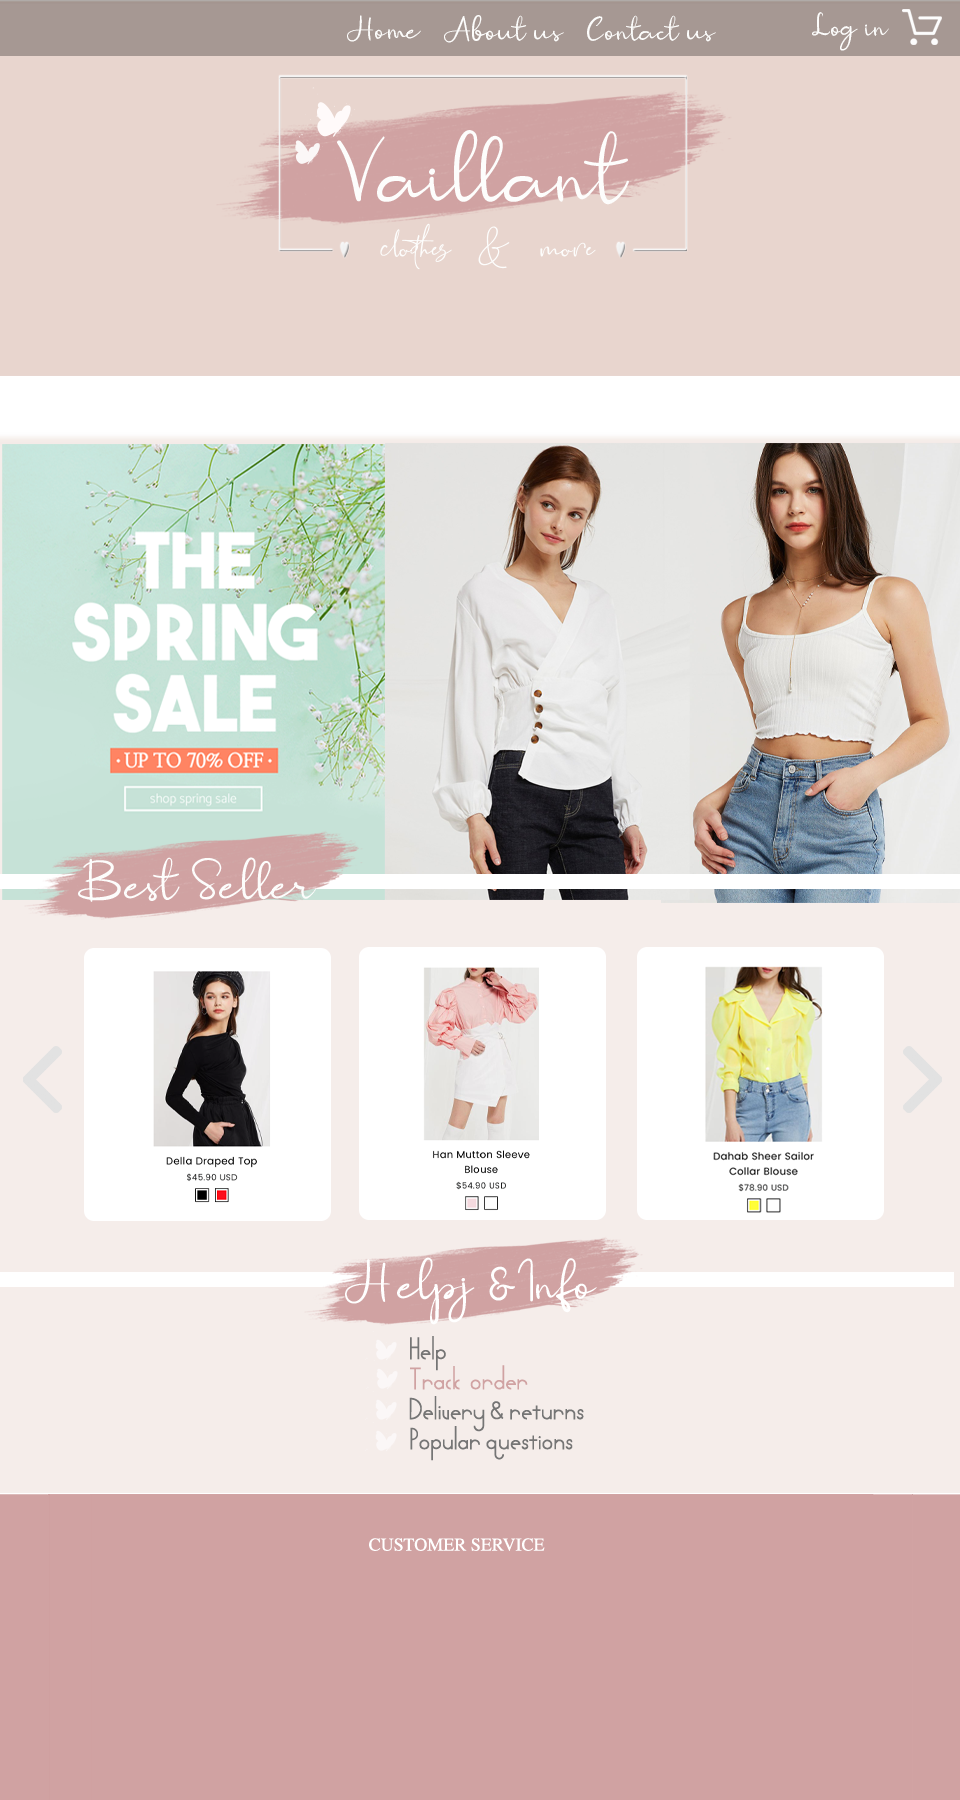 Home About us Contact us Log in
Vaillant
clothes & more
THE
SPRING
SALE
· UP TO 70% OFF ·
shop spring sale
Best Seller
Della Draped Top
$45.90 USD
Han Mutton Sleeve
Blouse
$54.90 USD
Dahab Sheer Sailor
Collar Blouse
$78.90 USD
Helpj & Info
Help
Track order
Delivery & returns
Popular questions
CUSTOMER SERVICE